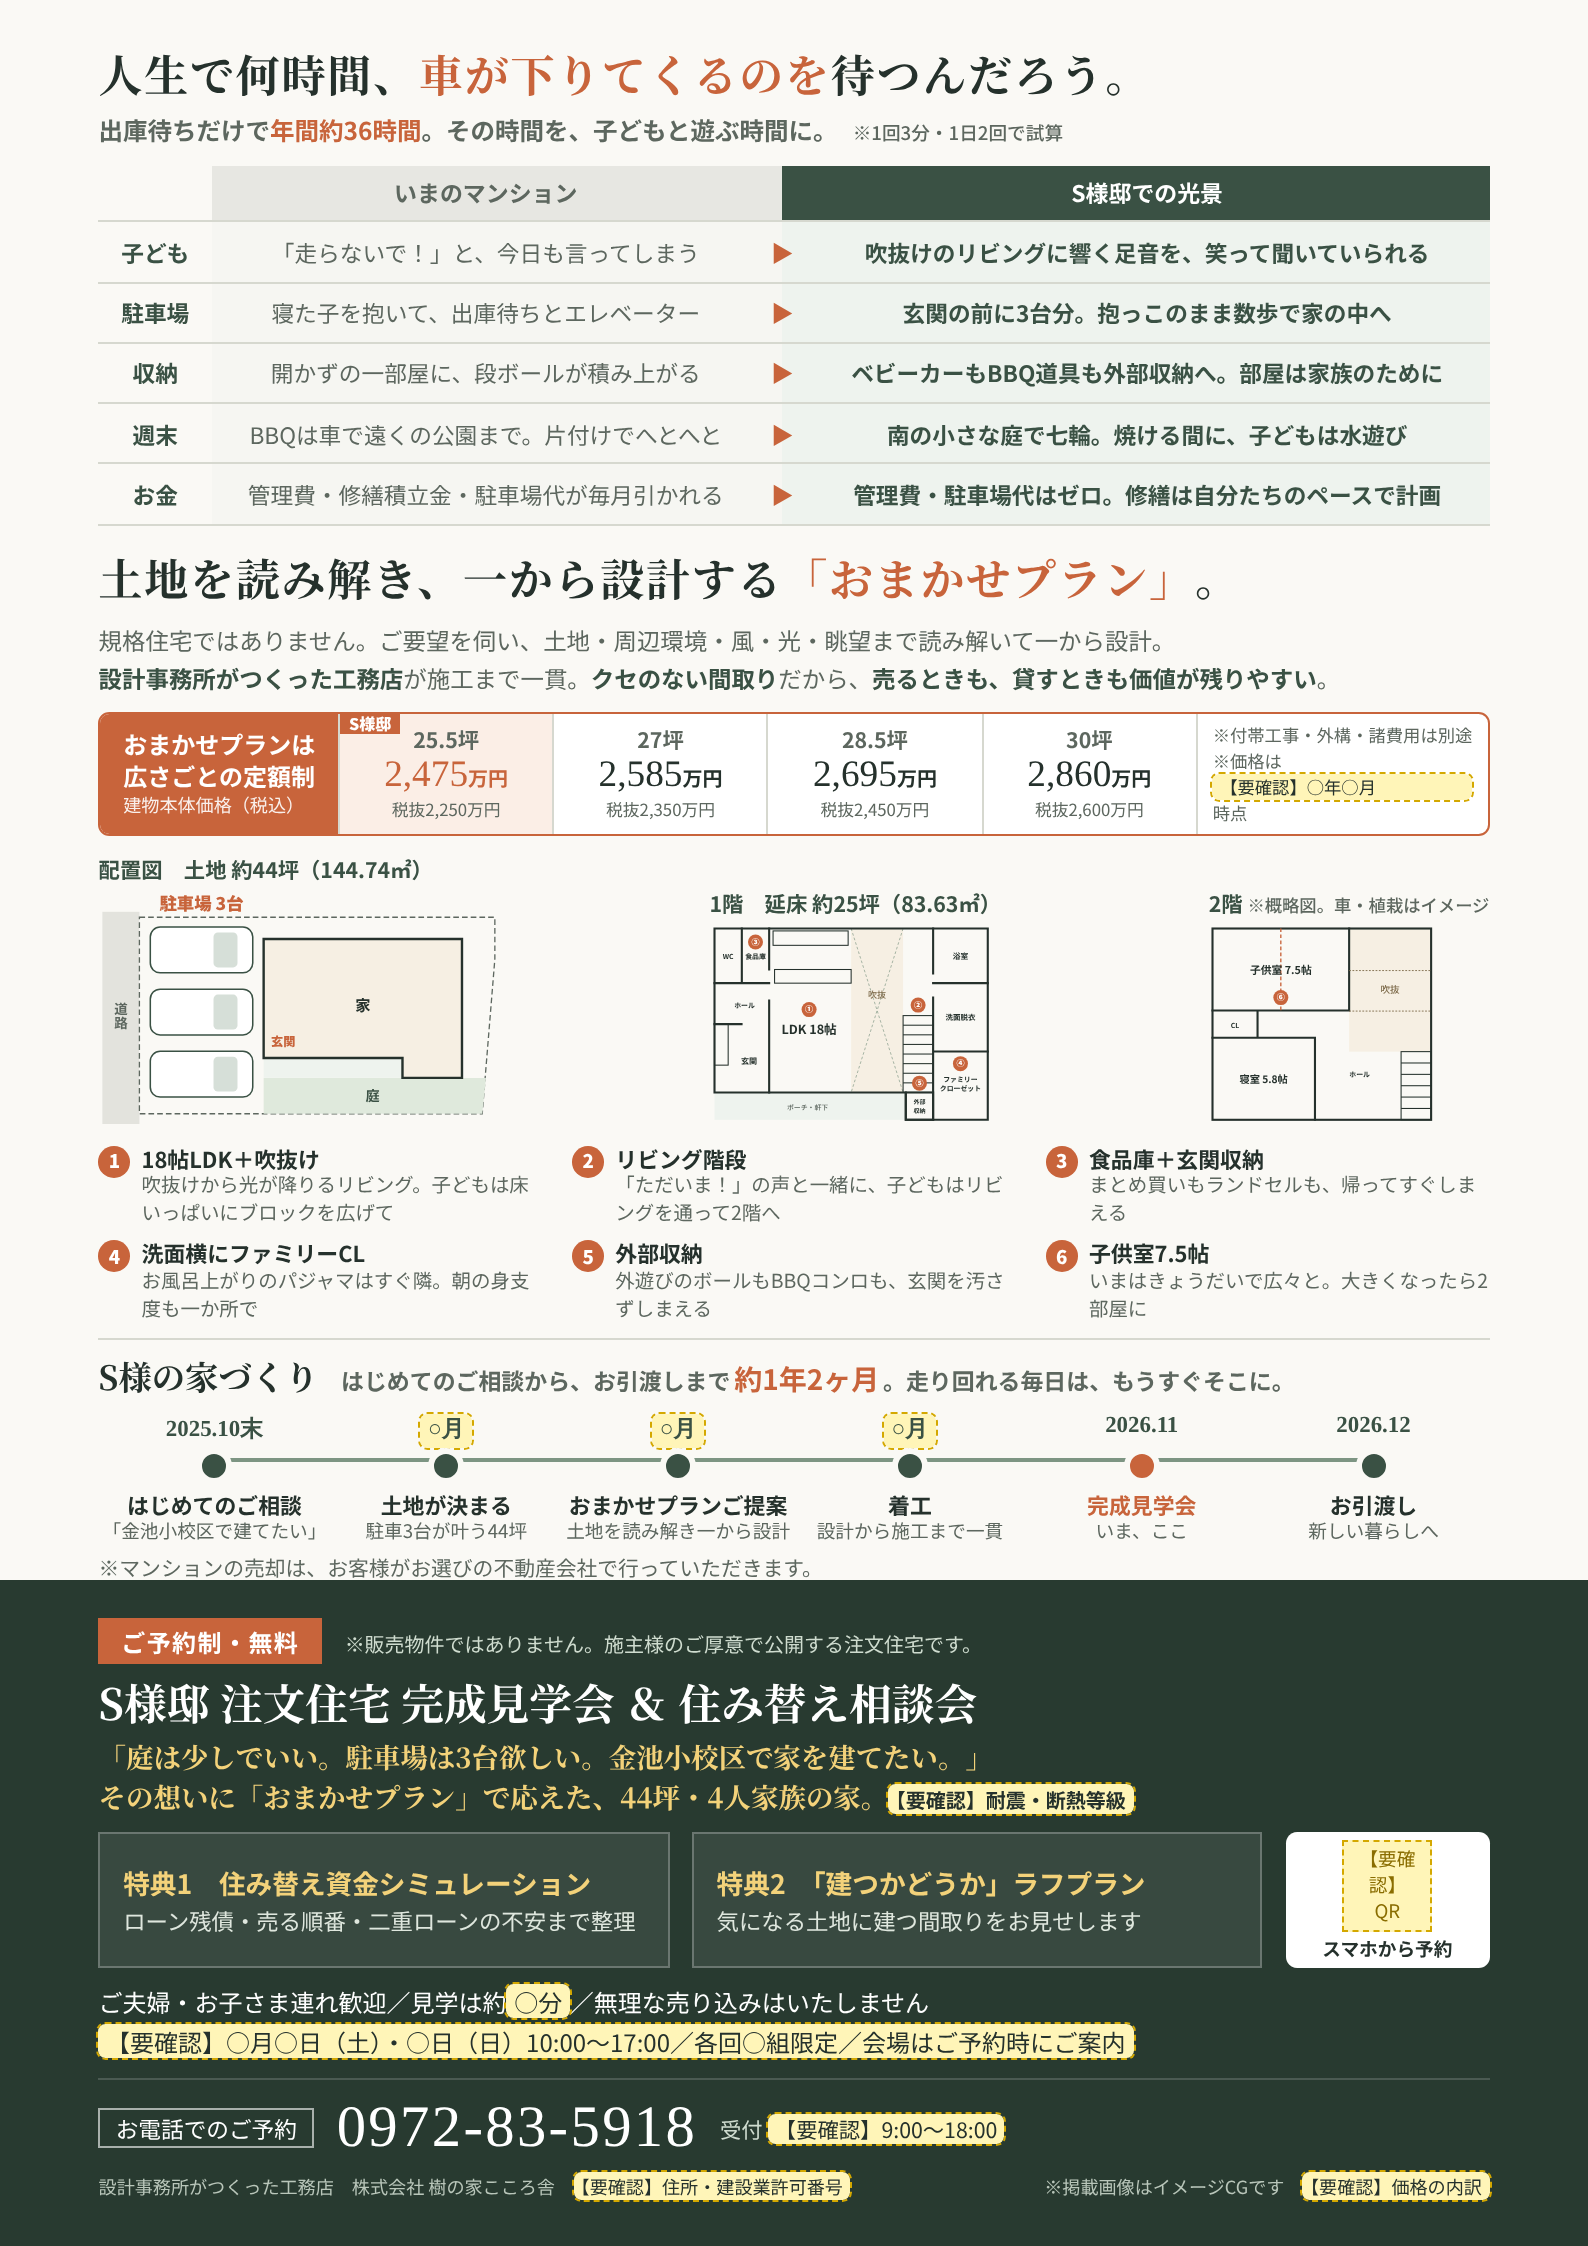 人生で何時間、車が下りてくるのを待つんだろう。
出庫待ちだけで年間約36時間。その時間を、子どもと遊ぶ時間に。 ※1回3分・1日2回で試算
いまのマンション S様邸での光景
子ども 「走らないで！」と、今日も言ってしまう ▶ 吹抜けのリビングに響く足音を、笑って聞いていられる
駐車場 寝た子を抱いて、出庫待ちとエレベーター ▶ 玄関の前に3台分。抱っこのまま数歩で家の中へ
収納 開かずの一部屋に、段ボールが積み上がる ▶ ベビーカーもBBQ道具も外部収納へ。部屋は家族のために
週末 BBQは車で遠くの公園まで。片付けでへとへと ▶ 南の小さな庭で七輪。焼ける間に、子どもは水遊び
お金 管理費・修繕積立金・駐車場代が毎月引かれる ▶ 管理費・駐車場代はゼロ。修繕は自分たちのペースで計画
土地を読み解き、一から設計する「おまかせプラン」。
規格住宅ではありません。ご要望を伺い、土地・周辺環境・風・光・眺望まで読み解いて一から設計。
設計事務所がつくった工務店が施工まで一貫。クセのない間取りだから、売るときも、貸すときも価値が残りやすい。
おまかせプランは
広さごとの定額制
建物本体価格（税込）
S様邸
25.5坪
2,475万円
税抜2,250万円
27坪
2,585万円
税抜2,350万円
28.5坪
2,695万円
税抜2,450万円
30坪
2,860万円
税抜2,600万円
※付帯工事・外構・諸費用は別途
※価格は
【要確認】○年○月
時点
配置図 土地 約44坪（144.74㎡）
駐車場 3台
道路
家
玄関
庭
1階 延床 約25坪（83.63㎡）
WC
③
食品庫
浴室
ホール
吹抜
①
LDK 18帖
②
洗面脱衣
玄関
④
ファミリー
クローゼット
⑤
外部
収納
ポーチ・軒下
2階 ※概略図。車・植栽はイメージ
子供室 7.5帖
⑥
吹抜
CL
寝室 5.8帖
ホール
1 18帖LDK＋吹抜け
吹抜けから光が降りるリビング。子どもは床
いっぱいにブロックを広げて
2 リビング階段
「ただいま！」の声と一緒に、子どもはリビ
ングを通って2階へ
3 食品庫＋玄関収納
まとめ買いもランドセルも、帰ってすぐしま
える
4 洗面横にファミリーCL
お風呂上がりのパジャマはすぐ隣。朝の身支
度も一か所で
5 外部収納
外遊びのボールもBBQコンロも、玄関を汚さ
ずしまえる
6 子供室7.5帖
いまはきょうだいで広々と。大きくなったら2
部屋に
S様の家づくり はじめてのご相談から、お引渡しまで約1年2ヶ月。走り回れる毎日は、もうすぐそこに。
2025.10末 ○月 ○月 ○月 2026.11 2026.12
はじめてのご相談 土地が決まる おまかせプランご提案 着工 完成見学会 お引渡し
「金池小校区で建てたい」 駐車3台が叶う44坪 土地を読み解き一から設計 設計から施工まで一貫 いま、ここ 新しい暮らしへ
※マンションの売却は、お客様がお選びの不動産会社で行っていただきます。
ご予約制・無料 ※販売物件ではありません。施主様のご厚意で公開する注文住宅です。
S様邸 注文住宅 完成見学会 & 住み替え相談会
「庭は少しでいい。駐車場は3台欲しい。金池小校区で家を建てたい。」
その想いに「おまかせプラン」で応えた、44坪・4人家族の家。【要確認】耐震・断熱等級
特典1 住み替え資金シミュレーション
ローン残債・売る順番・二重ローンの不安まで整理
特典2 「建つかどうか」ラフプラン
気になる土地に建つ間取りをお見せします
【要確
認】
QR
スマホから予約
ご夫婦・お子さま連れ歓迎／見学は約○分／無理な売り込みはいたしません
【要確認】○月○日（土）・○日（日）10:00〜17:00／各回○組限定／会場はご予約時にご案内
お電話でのご予約 0972-83-5918 受付【要確認】9:00〜18:00
設計事務所がつくった工務店 株式会社 樹の家こころ舎 【要確認】住所・建設業許可番号 ※掲載画像はイメージCGです 【要確認】価格の内訳